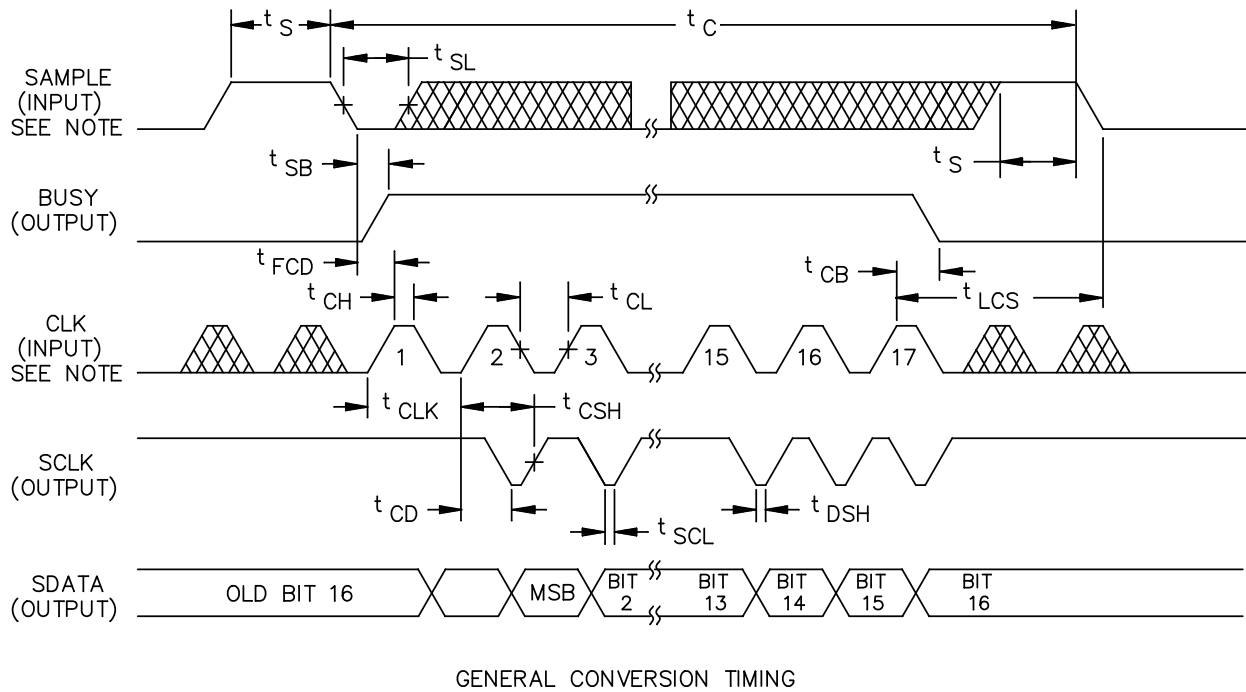 t S
t C
t SL
SAMPLE
(INPUT)
SEE NOTE
t SB
t S
BUSY
(OUTPUT)
t FCD
t CB
t CH
t CL
t LCS
CLK
(INPUT)
SEE NOTE
1
2
3
15
16
17
t CLK
t CSH
SCLK
(OUTPUT)
t CD
t SCL
t DSH
SDATA
(OUTPUT)
OLD BIT 16
MSB
BIT
2
BIT
13
BIT
14
BIT
15
BIT
16
GENERAL CONVERSION TIMING